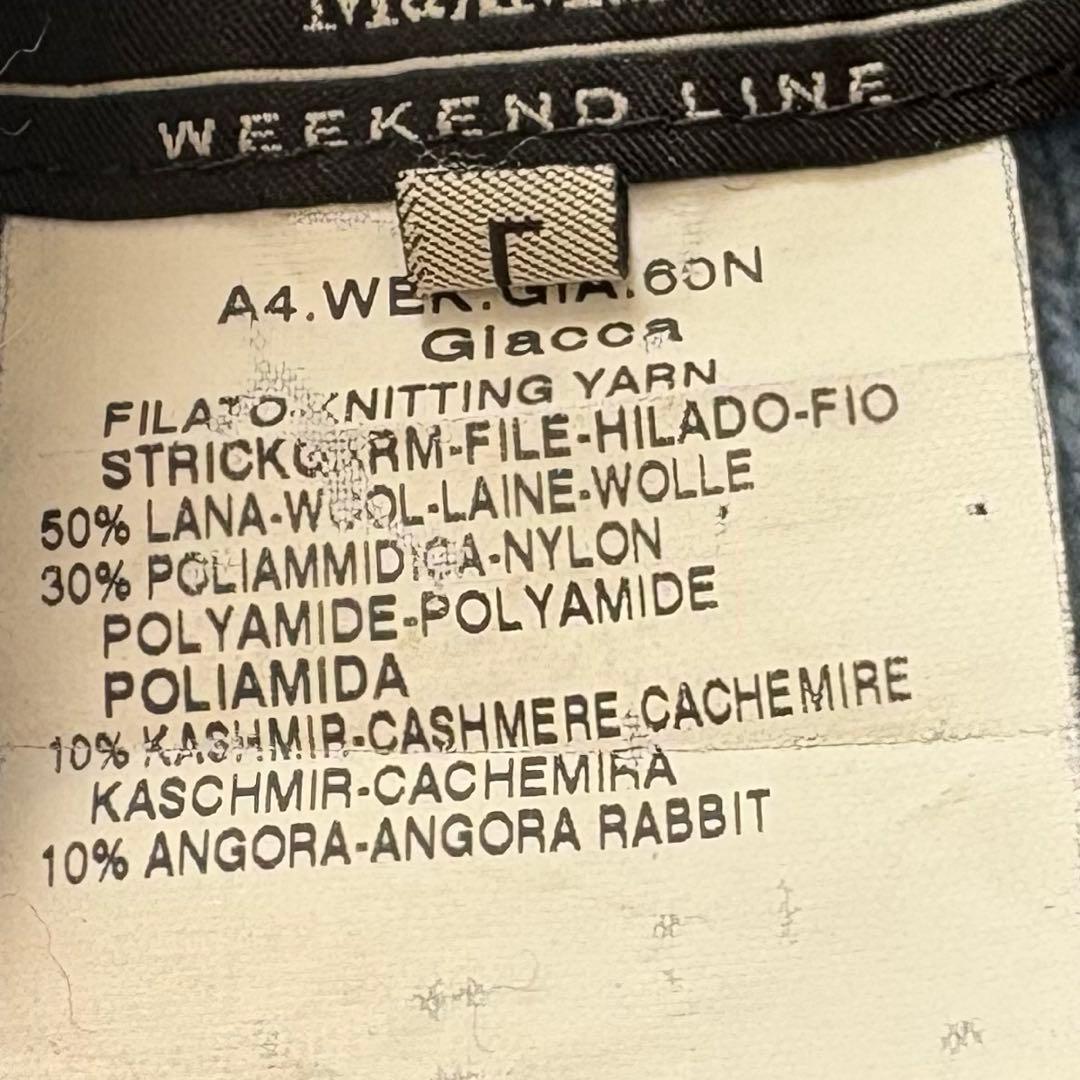 WEEKEND LINE
A4.WEK.GIA.60N
Giacca
FILATO-KNITTING YARN
STRICKGARM-FILE-HILADO-FIO
50% LANA-WOOL-LAINE-WOLLE
30% POLIAMMIDICA-NYLON
POLYAMIDE-POLYAMIDE
POLIAMIDA
10% KASHMIR-CASHMERE-CACHEMIRE
KASCHMIR-CACHEMIRA
10% ANGORA-ANGORA RABBIT